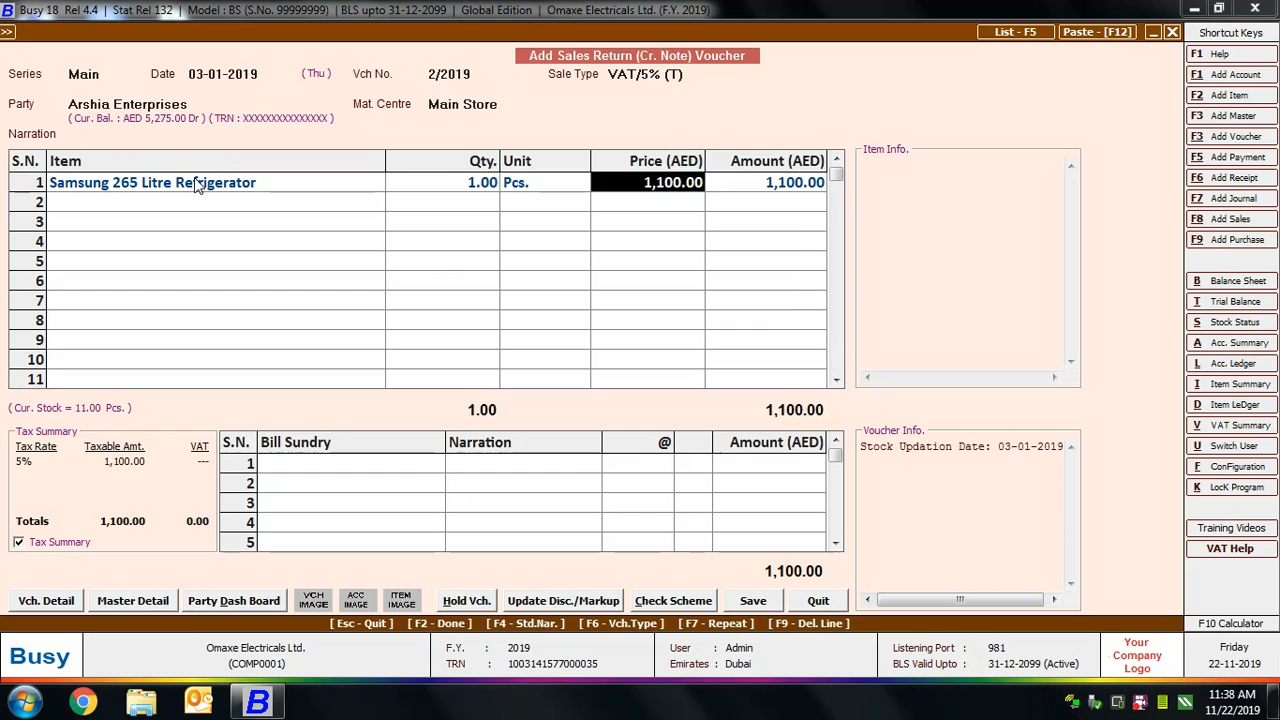 Busy 18 Rel 4.4 | Stat Rel 132 | Model : BS (S.No. 99999999) | BLS upto 31-12-2099 | Global Edition | Omaxe Electricals Ltd. (F.Y. 2019)
>> List - F5 Paste - [F12]
Add Sales Return (Cr. Note) Voucher
Series Main Date 03-01-2019 (Thu) Vch No. 2/2019 Sale Type VAT/5% (T)
Party Arshia Enterprises Mat. Centre Main Store
( Cur. Bal. : AED 5,275.00 Dr ) ( TRN : XXXXXXXXXXXXXXX )
Narration
S.N. Item Qty. Unit Price (AED) Amount (AED)
1 Samsung 265 Litre Refrigerator 1.00 Pcs. 1,100.00 1,100.00
2
3
4
5
6
7
8
9
10
11
( Cur. Stock = 11.00 Pcs. ) 1.00 1,100.00
Item Info.
Tax Summary
Tax Rate Taxable Amt. VAT
5% 1,100.00 ---
Totals 1,100.00 0.00
Tax Summary
S.N. Bill Sundry Narration @ Amount (AED)
1
2
3
4
5
1,100.00
Voucher Info.
Stock Updation Date: 03-01-2019
Vch. Detail Master Detail Party Dash Board VCH IMAGE ACC IMAGE ITEM IMAGE Hold Vch. Update Disc./Markup Check Scheme Save Quit
[ Esc - Quit ] [ F2 - Done ] [ F4 - Std.Nar. ] [ F6 - Vch.Type ] [ F7 - Repeat ] [ F9 - Del. Line ]
Shortcut Keys
F1 Help
F1 Add Account
F2 Add Item
F3 Add Master
F3 Add Voucher
F5 Add Payment
F6 Add Receipt
F7 Add Journal
F8 Add Sales
F9 Add Purchase
B Balance Sheet
T Trial Balance
S Stock Status
A Acc. Summary
L Acc. Ledger
I Item Summary
D Item LeDger
V VAT Summary
U Switch User
F ConFiguration
K LocK Program
Training Videos
VAT Help
F10 Calculator
Busy
Omaxe Electricals Ltd.
(COMP0001)
F.Y. : 2019
TRN : 1003141577000035
User : Admin
Emirates : Dubai
Listening Port : 981
BLS Valid Upto : 31-12-2099 (Active)
Your
Company
Logo
Friday
22-11-2019
11:38 AM
11/22/2019